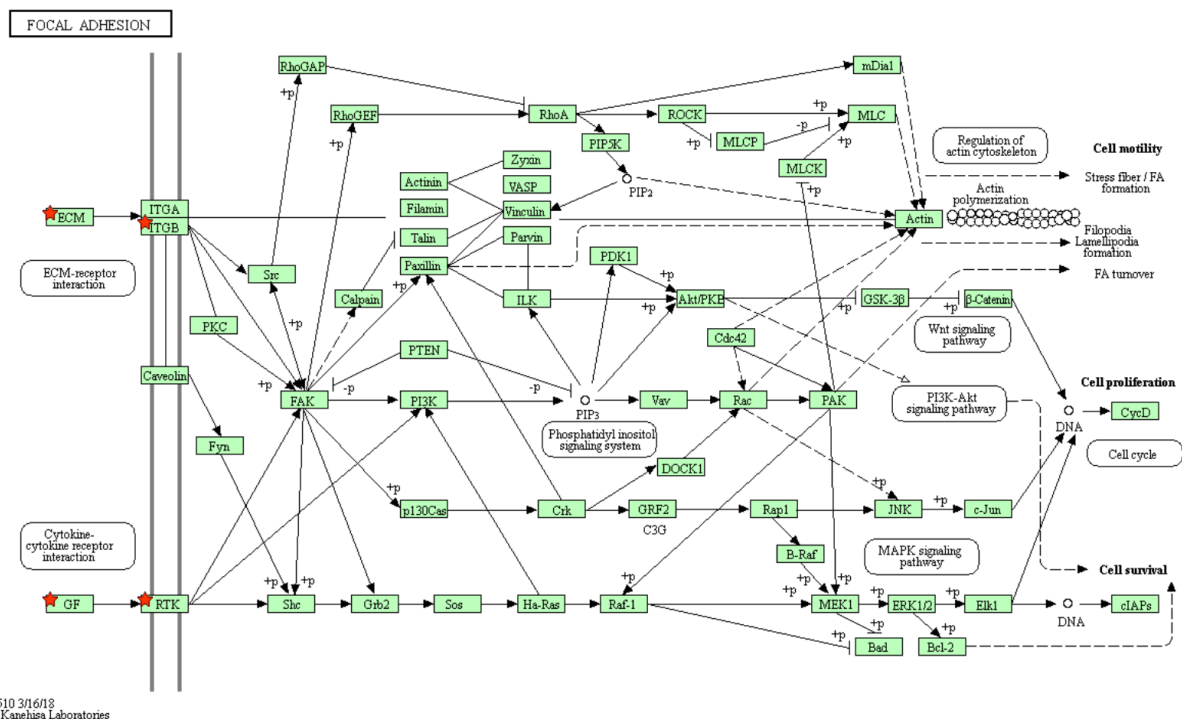 FOCAL ADHESION
RhoGAP
mDia1
+p
RhoGEF
RhoA
ROCK
+p
MLC
+p
PIP5K
+p
MLCP
-p
+p
Regulation of
actin cytoskeleton
Cell motility
Zyxin
MLCK
Actinin
VASP
PIP2
+p
Stress fiber / FA
formation
Filamin
Vinculin
Actin
polymerization
ECM
ITGA
ITGB
Actin
Talin
Parvin
Filopodia
Lamellipodia
formation
ECM-receptor
interaction
Src
Paxillin
PDK1
+p
FA turnover
+p
Calpain
ILK
+p
Akt/PKB
GSK-3β
β-Catenin
+p
+p
+p
PKC
+p
Cdc42
Wnt signaling
pathway
PTEN
Caveolin
+p
-p
-p
Cell proliferation
FAK
PI3K
PIP3
Vav
Rac
PAK
PI3K-Akt
signaling pathway
DNA
CycD
Fyn
Phosphatidyl inositol
signaling system
Cell cycle
DOCK1
+p
+p
p130Cas
Crk
GRF2
Rap1
JNK
+p
c-Jun
C3G
Cytokine-
cytokine receptor
interaction
B-Raf
MAPK signaling
pathway
Cell survival
+p
+p
+p
+p
+p
+p
+p
GF
RTK
Shc
Grb2
Sos
Ha-Ras
Raf-1
MEK1
ERK1/2
Elk1
DNA
cIAPs
+p
+p
+p
Bad
Bcl-2
510 3/16/18
Kanehisa Laboratories